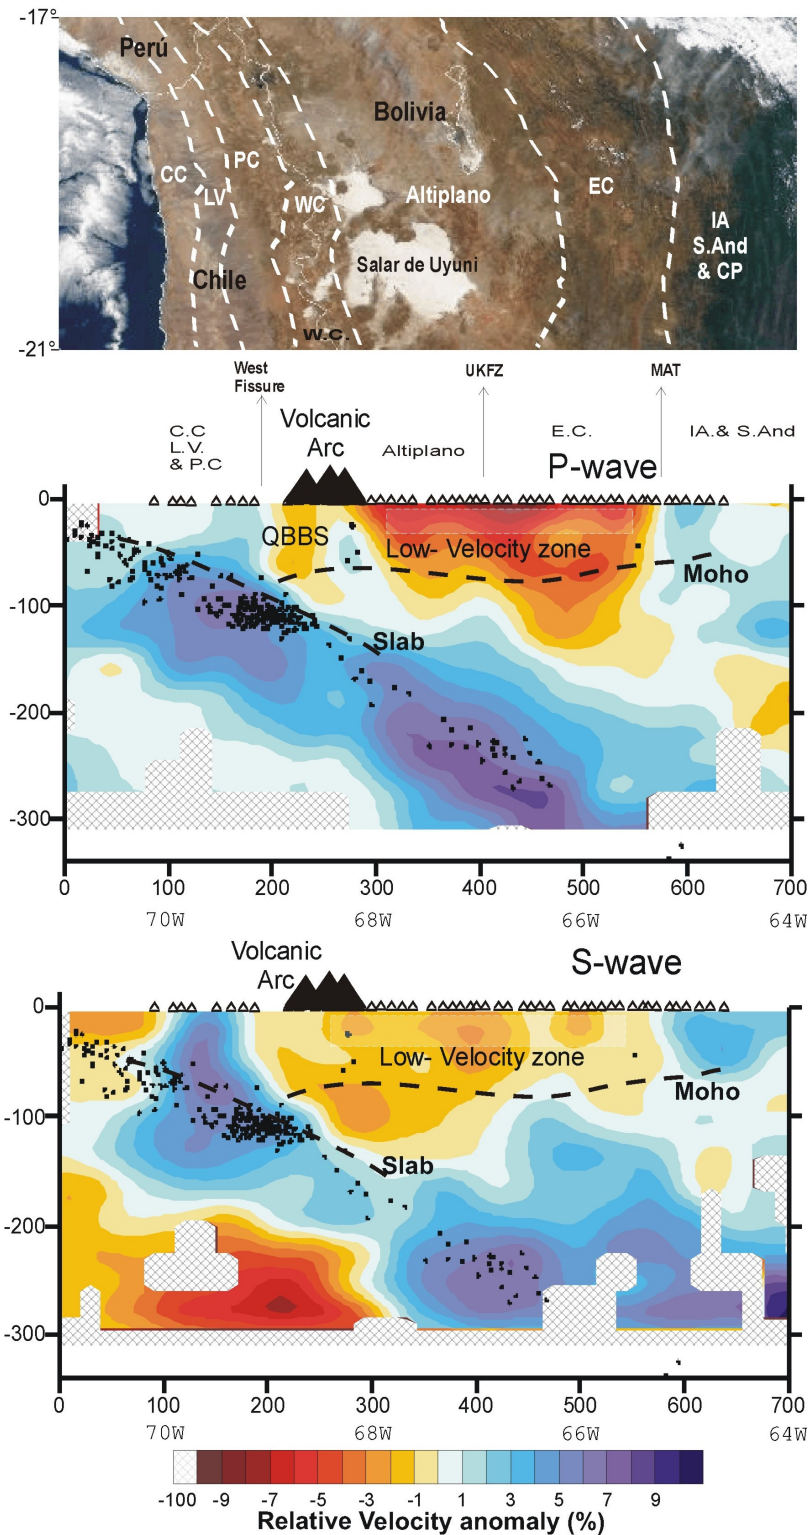 -17°
Perú
Bolivia
CC
PC
LV
WC
Altiplano
EC
IA
S.And
& CP
Salar de Uyuni
Chile
W.C.
-21°
West
Fissure
UKFZ
MAT
C.C
L.V.
& P.C
Volcanic
Arc
Altiplano
E.C.
IA.& S.And
P-wave
0
QBBS
Low- Velocity zone
Moho
-100
Slab
-200
-300
0 100 200 300 400 500 600 700
70W 68W 66W 64W
Volcanic
Arc
S-wave
0
Low- Velocity zone
Moho
-100
Slab
-200
-300
0 100 200 300 400 500 600 700
70W 68W 66W 64W
-100 -9 -7 -5 -3 -1 1 3 5 7 9
Relative Velocity anomaly (%)